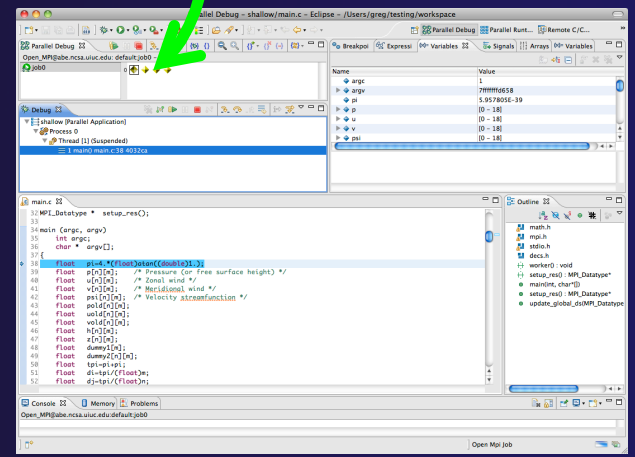 Parallel Debug - shallow/main.c - Eclipse - /Users/greg/testing/workspace
Parallel Debug
Parallel Runt...
Remote C/C...
Parallel Debug
Open_MPI@abe.ncsa.uiuc.edu:default:job0
job0
0
Breakpoi
Expressi
Variables
Signals
Arrays
Variables
Name
Value
argc
1
argv
7fffffffd658
pi
5.957805E-39
p
[0 - 18]
u
[0 - 18]
v
[0 - 18]
psi
[0 - 18]
Debug
shallow [Parallel Application]
Process 0
Thread [1] (Suspended)
1 main() main.c:38 4032ca
main.c
32 MPI_Datatype * setup_res();
33
34 main (argc, argv)
35 int argc;
36 char * argv[];
37 {
38 float pi=4.*(float)atan((double)1.);
39 float p[n][m]; /* Pressure (or free surface height) */
40 float u[n][m]; /* Zonal wind */
41 float v[n][m]; /* Meridional wind */
42 float psi[n][m]; /* Velocity streamfunction */
43 float pold[n][m];
44 float uold[n][m];
45 float vold[n][m];
46 float h[n][m];
47 float z[n][m];
48 float dummy1[m];
49 float dummy2[n][m];
50 float tpi=pi+pi;
51 float di=tpi/(float)m;
52 float dj=tpi/(float)n;
Outline
math.h
mpi.h
stdio.h
decs.h
worker() : void
setup_res() : MPI_Datatype*
main(int, char*[])
setup_res() : MPI_Datatype*
update_global_ds(MPI_Datatype
Console
Memory
Problems
Open_MPI@abe.ncsa.uiuc.edu:default:job0
Open Mpi Job